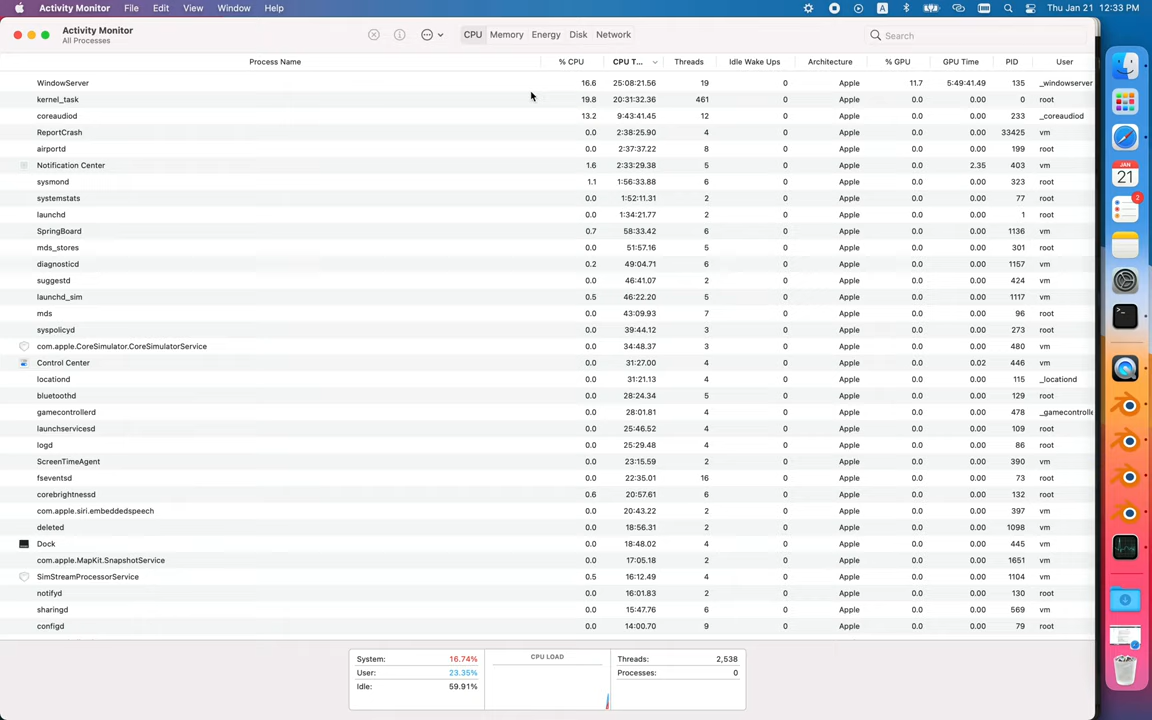 Activity Monitor File Edit View Window Help A Thu Jan 21 12:33 PM
Activity Monitor
All Processes
CPU Memory Energy Disk Network Search
Process Name % CPU CPU T... Threads Idle Wake Ups Architecture % GPU GPU Time PID User
WindowServer 16.6 25:08:21.56 19 0 Apple 11.7 5:49:41.49 135 _windowserver
kernel_task 19.8 20:31:32.36 461 0 Apple 0.0 0.00 0 root
coreaudiod 13.2 9:43:41.45 12 0 Apple 0.0 0.00 233 _coreaudiod
ReportCrash 0.0 2:38:25.90 4 0 Apple 0.0 0.00 33425 vm
airportd 0.0 2:37:37.22 8 0 Apple 0.0 0.00 199 root
Notification Center 1.6 2:33:29.38 5 0 Apple 0.0 2.35 403 vm
sysmond 1.1 1:56:33.88 6 0 Apple 0.0 0.00 323 root
systemstats 0.0 1:52:11.31 2 0 Apple 0.0 0.00 77 root
launchd 0.0 1:34:21.77 2 0 Apple 0.0 0.00 1 root
SpringBoard 0.7 58:33.42 6 0 Apple 0.0 0.00 1136 vm
mds_stores 0.0 51:57.16 5 0 Apple 0.0 0.00 301 root
diagnosticd 0.2 49:04.71 6 0 Apple 0.0 0.00 1157 vm
suggestd 0.0 46:41.07 2 0 Apple 0.0 0.00 424 vm
launchd_sim 0.5 46:22.20 5 0 Apple 0.0 0.00 1117 vm
mds 0.0 43:09.93 7 0 Apple 0.0 0.00 96 root
syspolicyd 0.0 39:44.12 3 0 Apple 0.0 0.00 273 root
com.apple.CoreSimulator.CoreSimulatorService 0.0 34:48.37 3 0 Apple 0.0 0.00 480 vm
Control Center 0.0 31:27.00 4 0 Apple 0.0 0.02 446 vm
locationd 0.0 31:21.13 4 0 Apple 0.0 0.00 115 _locationd
bluetoothd 0.0 28:24.34 5 0 Apple 0.0 0.00 129 root
gamecontrollerd 0.0 28:01.81 4 0 Apple 0.0 0.00 478 _gamecontrolle
launchservicesd 0.0 25:46.52 4 0 Apple 0.0 0.00 109 root
logd 0.0 25:29.48 4 0 Apple 0.0 0.00 86 root
ScreenTimeAgent 0.0 23:15.59 2 0 Apple 0.0 0.00 390 vm
fseventsd 0.0 22:35.01 16 0 Apple 0.0 0.00 73 root
corebrightnessd 0.6 20:57.61 6 0 Apple 0.0 0.00 132 root
com.apple.siri.embeddedspeech 0.0 20:43.22 2 0 Apple 0.0 0.00 397 vm
deleted 0.0 18:56.31 2 0 Apple 0.0 0.00 1098 vm
Dock 0.0 18:48.02 4 0 Apple 0.0 0.00 445 vm
com.apple.MapKit.SnapshotService 0.0 17:05.18 2 0 Apple 0.0 0.00 1651 vm
SimStreamProcessorService 0.5 16:12.49 4 0 Apple 0.0 0.00 1104 vm
notifyd 0.0 16:01.83 2 0 Apple 0.0 0.00 130 root
sharingd 0.0 15:47.76 6 0 Apple 0.0 0.00 569 vm
configd 0.0 14:00.70 9 0 Apple 0.0 0.00 79 root
System: 16.74% CPU LOAD Threads: 2,538
User: 23.35% Processes: 0
Idle: 59.91%
JAN
21
2